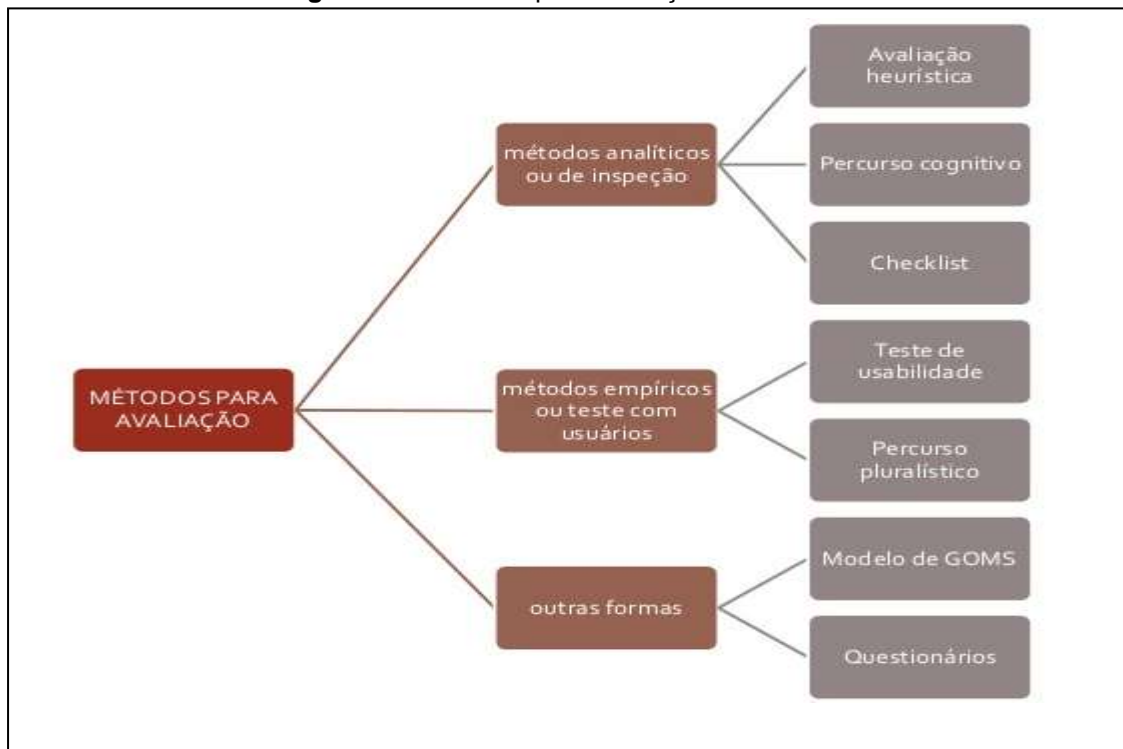 MÉTODOS PARA
AVALIAÇÃO
métodos analíticos
ou de inspeção
Avaliação
heurística
Percurso cognitivo
Checklist
métodos empíricos
ou teste com
usuários
Teste de
usabilidade
Percurso
pluralístico
outras formas
Modelo de GOMS
Questionários